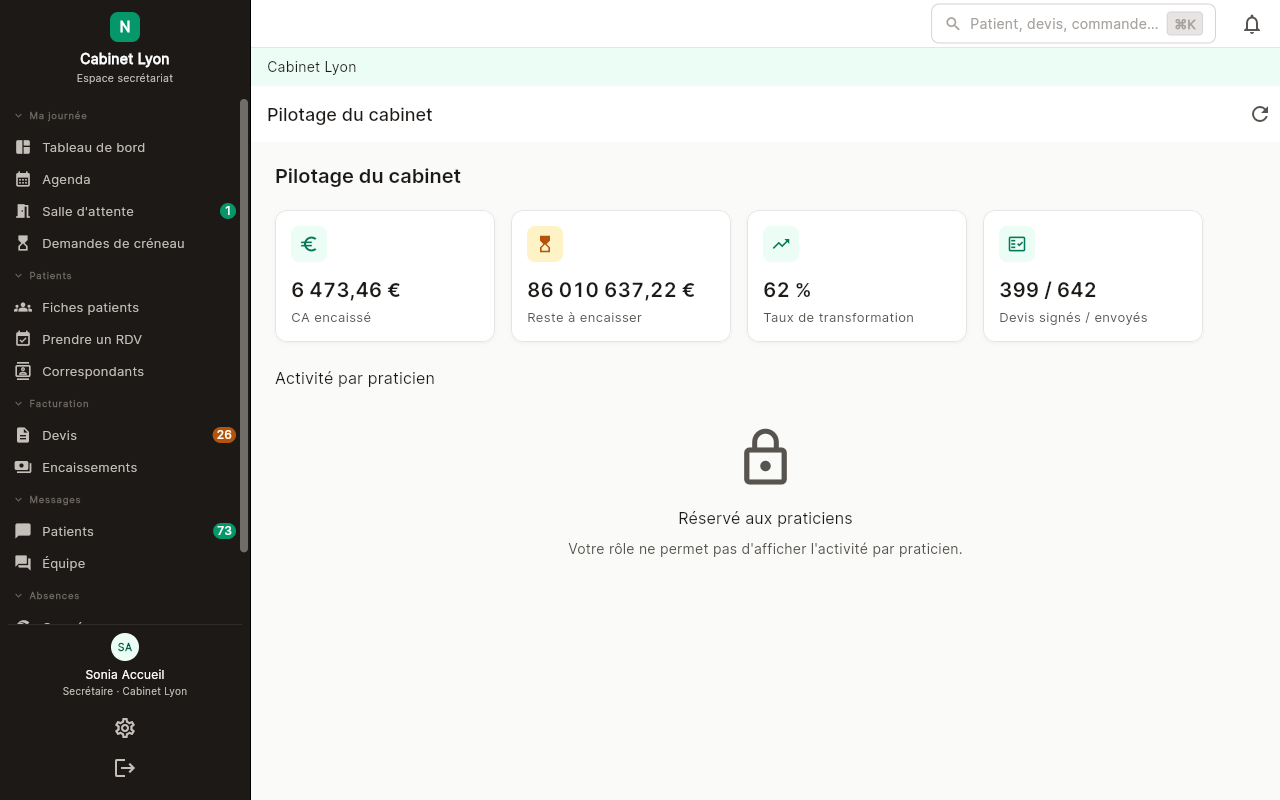 N
Cabinet Lyon
Espace secrétariat
Ma journée
Tableau de bord
Agenda
Salle d'attente 1
Demandes de créneau
Patients
Fiches patients
Prendre un RDV
Correspondants
Facturation
Devis 26
Encaissements
Messages
Patients 73
Équipe
Absences
SA
Sonia Accueil
Secrétaire · Cabinet Lyon
Patient, devis, commande... ⌘K
Cabinet Lyon
Pilotage du cabinet
Pilotage du cabinet
6 473,46 €
CA encaissé
86 010 637,22 €
Reste à encaisser
62 %
Taux de transformation
399 / 642
Devis signés / envoyés
Activité par praticien
Réservé aux praticiens
Votre rôle ne permet pas d'afficher l'activité par praticien.